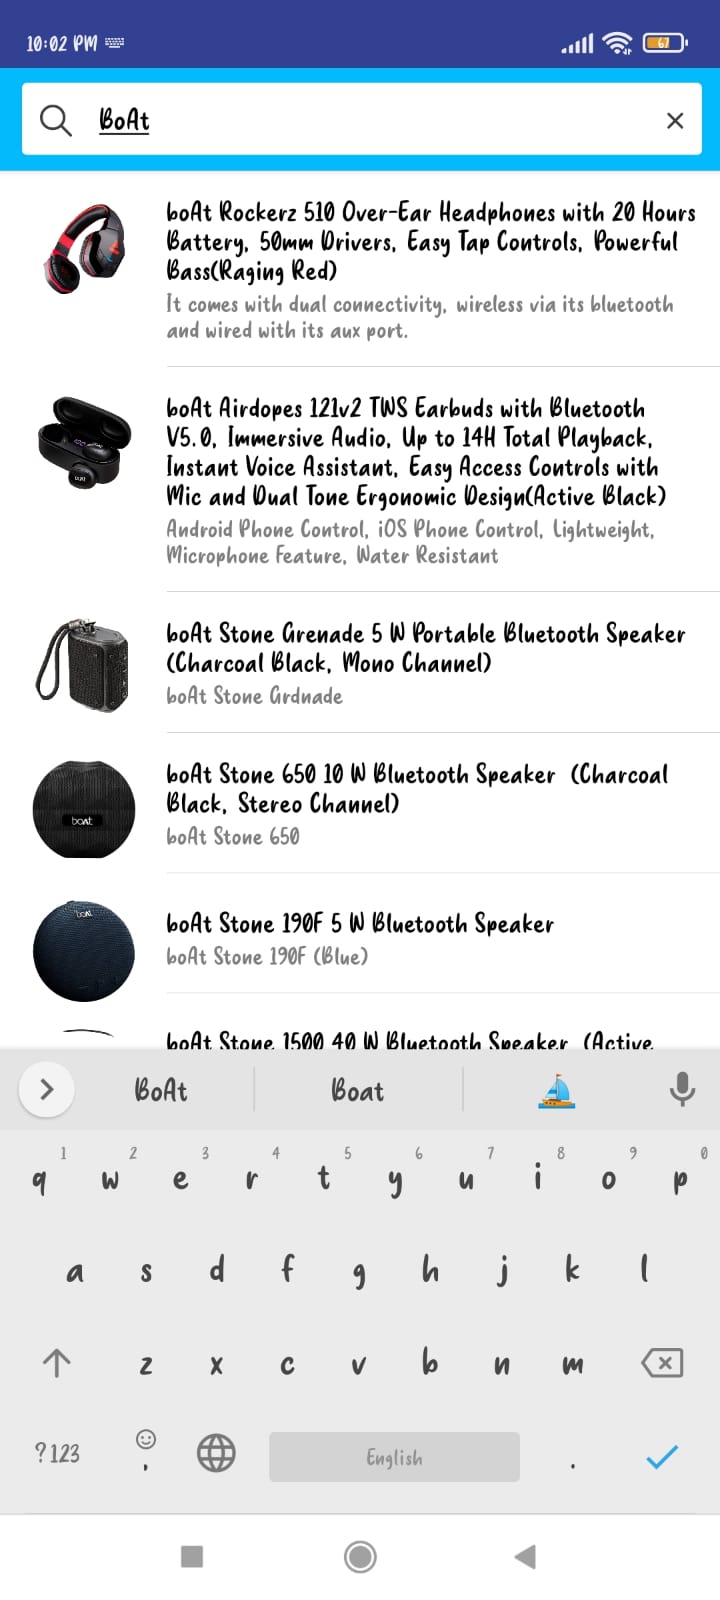 10:02 PM
67
BoAt
boAt Rockerz 510 Over-Ear Headphones with 20 Hours
Battery, 50mm Drivers, Easy Tap Controls, Powerful
Bass(Raging Red)
It comes with dual connectivity, wireless via its bluetooth
and wired with its aux port.
boAt Airdopes 121v2 TWS Earbuds with Bluetooth
V5.0, Immersive Audio, Up to 14H Total Playback,
Instant Voice Assistant, Easy Access Controls with
Mic and Dual Tone Ergonomic Design(Active Black)
Android Phone Control, iOS Phone Control, Lightweight,
Microphone Feature, Water Resistant
boAt Stone Grenade 5 W Portable Bluetooth Speaker
(Charcoal Black, Mono Channel)
boAt Stone Grdnade
boAt Stone 650 10 W Bluetooth Speaker (Charcoal
Black, Stereo Channel)
boAt Stone 650
boAt
boAt Stone 190F 5 W Bluetooth Speaker
boAt Stone 190F (Blue)
boAt
boAt Stone 1500 40 W Bluetooth Speaker (Active
BoAt Boat
1 2 3 4 5 6 7 8 9 0
q w e r t y u i o p
a s d f g h j k l
z x c v b n m
?123 , English .